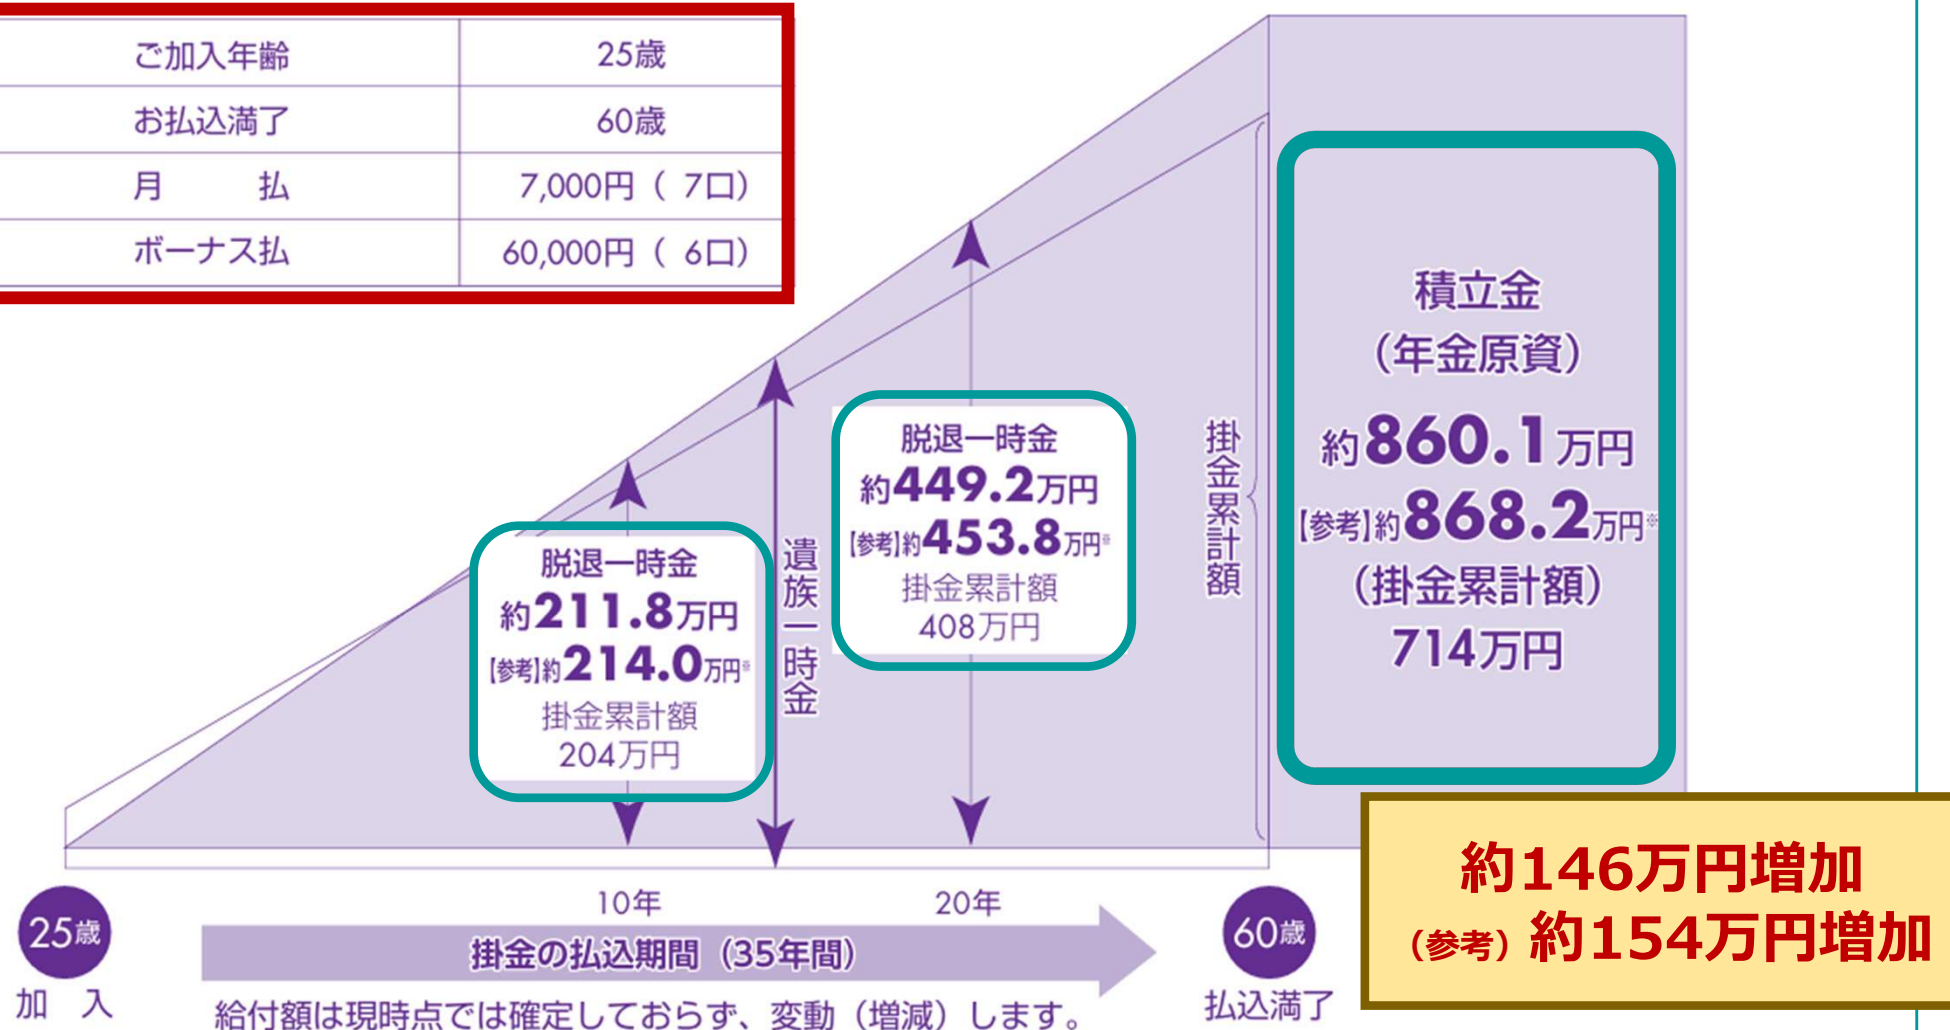 ご加入年齢 25歳
お払込満了 60歳
月 払 7,000円（ 7口）
ボーナス払 60,000円（ 6口）
脱退一時金
約211.8万円
【参考】約214.0万円※
掛金累計額
204万円
遺族一時金
脱退一時金
約449.2万円
【参考】約453.8万円※
掛金累計額
408万円
掛金累計額
積立金
（年金原資）
約860.1万円
【参考】約868.2万円※
（掛金累計額）
714万円
約146万円増加
（参考）約154万円増加
25歳
加 入
10年
20年
掛金の払込期間（35年間）
60歳
払込満了
給付額は現時点では確定しておらず、変動（増減）します。